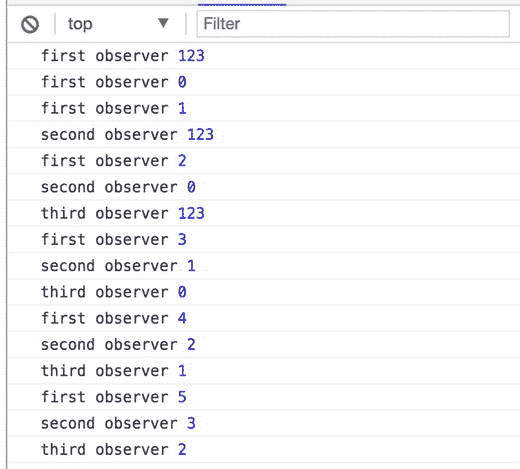 top Filter
first observer 123
first observer 0
first observer 1
second observer 123
first observer 2
second observer 0
third observer 123
first observer 3
second observer 1
third observer 0
first observer 4
second observer 2
third observer 1
first observer 5
second observer 3
third observer 2